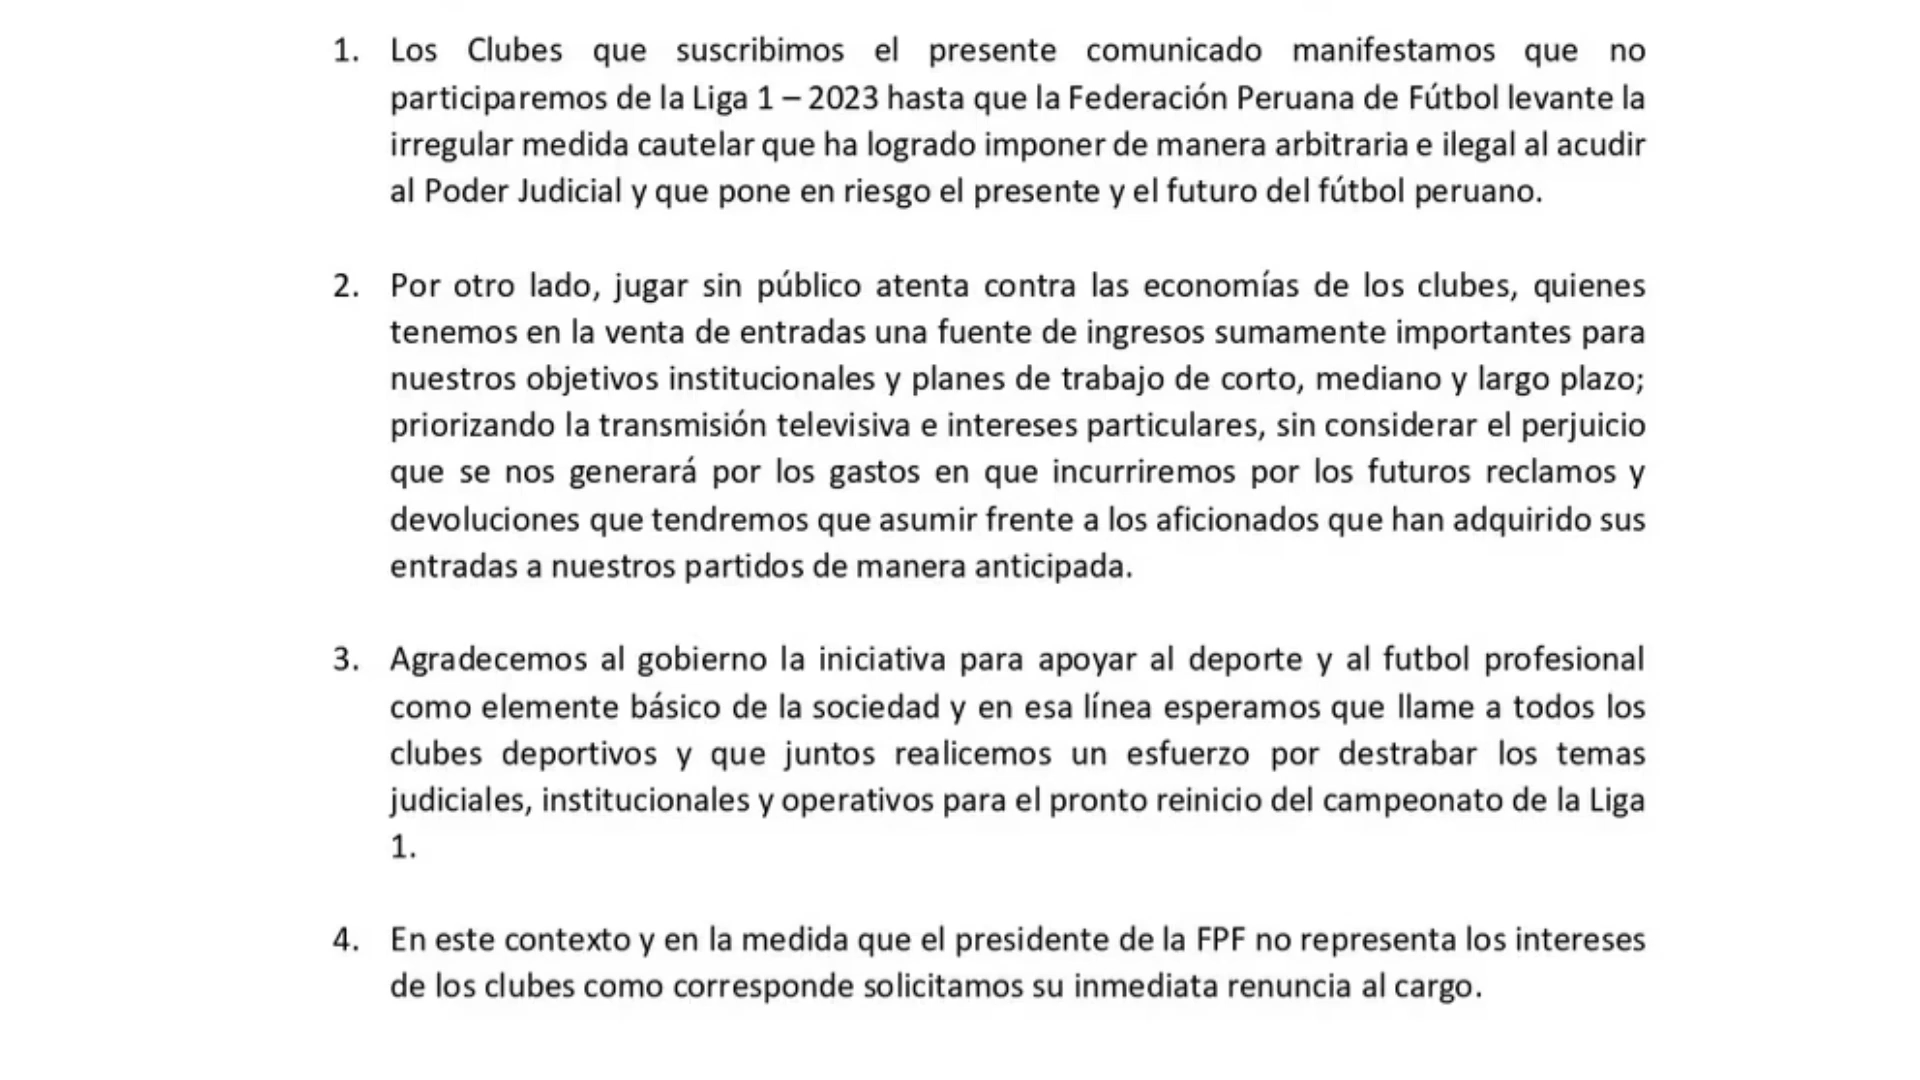 1. Los Clubes que suscribimos el presente comunicado manifestamos que no
participaremos de la Liga 1 – 2023 hasta que la Federación Peruana de Fútbol levante la
irregular medida cautelar que ha logrado imponer de manera arbitraria e ilegal al acudir
al Poder Judicial y que pone en riesgo el presente y el futuro del fútbol peruano.
2. Por otro lado, jugar sin público atenta contra las economías de los clubes, quienes
tenemos en la venta de entradas una fuente de ingresos sumamente importantes para
nuestros objetivos institucionales y planes de trabajo de corto, mediano y largo plazo;
priorizando la transmisión televisiva e intereses particulares, sin considerar el perjuicio
que se nos generará por los gastos en que incurriremos por los futuros reclamos y
devoluciones que tendremos que asumir frente a los aficionados que han adquirido sus
entradas a nuestros partidos de manera anticipada.
3. Agradecemos al gobierno la iniciativa para apoyar al deporte y al futbol profesional
como elemente básico de la sociedad y en esa línea esperamos que llame a todos los
clubes deportivos y que juntos realicemos un esfuerzo por destrabar los temas
judiciales, institucionales y operativos para el pronto reinicio del campeonato de la Liga
1.
4. En este contexto y en la medida que el presidente de la FPF no representa los intereses
de los clubes como corresponde solicitamos su inmediata renuncia al cargo.